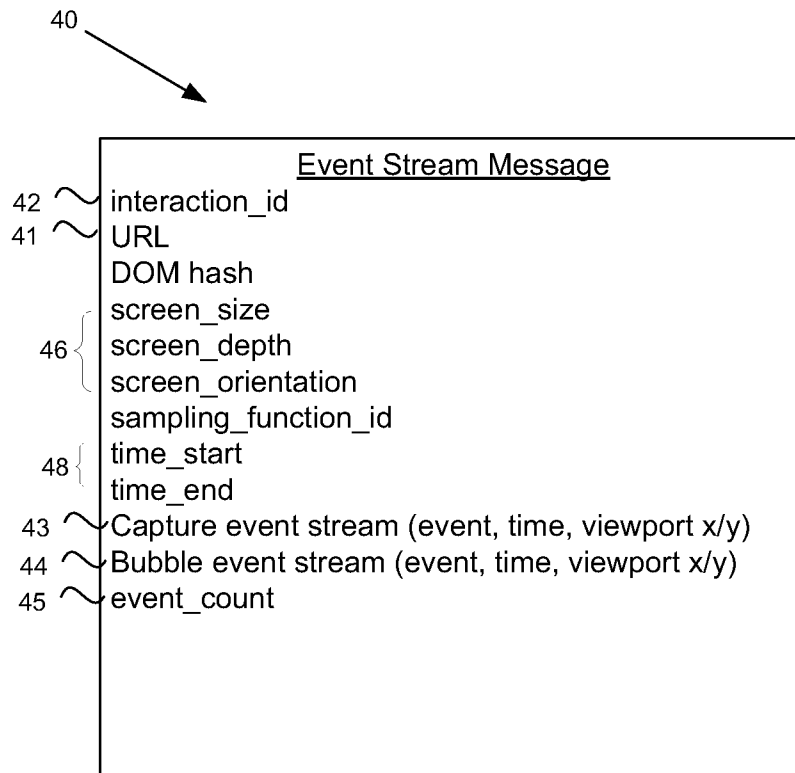 40
Event Stream Message
42 interaction_id
41 URL
DOM hash
screen_size
46 screen_depth
screen_orientation
sampling_function_id
48 time_start
time_end
43 Capture event stream (event, time, viewport x/y)
44 Bubble event stream (event, time, viewport x/y)
45 event_count